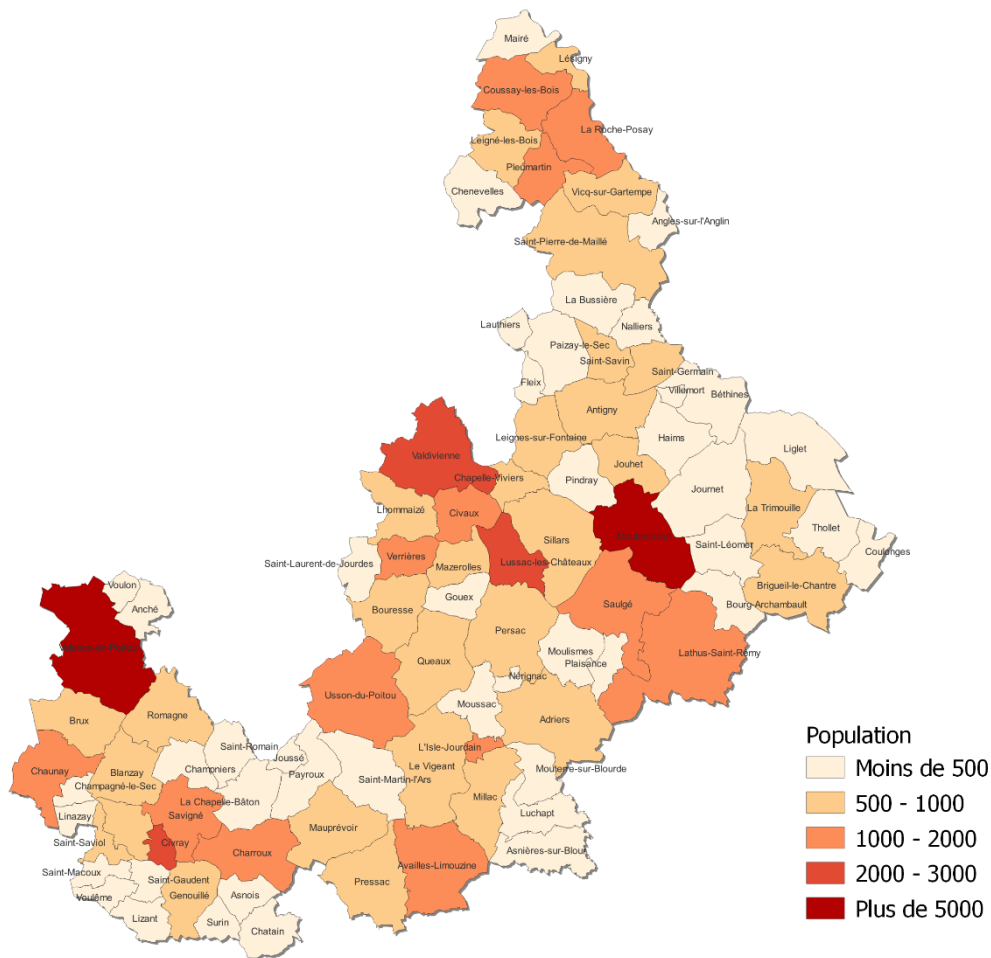 Mairé
Lésigny
Coussay-les-Bois
La Roche-Posay
Leigné-les-Bois
Pleumartin
Chenevelles
Vicq-sur-Gartempe
Angles-sur-l'Anglin
Saint-Pierre-de-Maillé
La Bussière
Lauthiers
Nalliers
Paizay-le-Sec
Saint-Savin
Saint-Germain
Fleix
Villemort
Béthines
Antigny
Leignes-sur-Fontaine
Haims
Liglet
Valdivienne
Jouhet
Chapelle-Viviers
Pindray
Journet
Lhommaizé
Civaux
La Trimouille
Thollet
Sillars
Saint-Léomer
Coulonges
Verrières
Saint-Laurent-de-Jourdes
Mazerolles
Lussac-les-Châteaux
Voulon
Brigueil-le-Chantre
Gouex
Anché
Bouresse
Saulgé
Bourg-Archambault
Persac
Moulismes
Lathus-Saint-Rémy
Queaux
Plaisance
Nérignac
Usson-du-Poitou
Moussac
Romagne
Brux
Adriers
Saint-Romain
L'Isle-Jourdain
Joussé
Le Vigeant
Chaunay
Blanzay
Champniers
Payroux
Saint-Martin-l'Ars
Mouterre-sur-Blourde
Champagné-le-Sec
Millac
La Chapelle-Bâton
Linazay
Savigné
Luchapt
Mauprévoir
Saint-Saviol
Civray
Charroux
Asnières-sur-Blour
Availles-Limouzine
Saint-Macoux
Saint-Gaudent
Pressac
Voulême
Genouillé
Asnois
Lizant
Surin
Chatain
Population
Moins de 500
500 - 1000
1000 - 2000
2000 - 3000
Plus de 5000